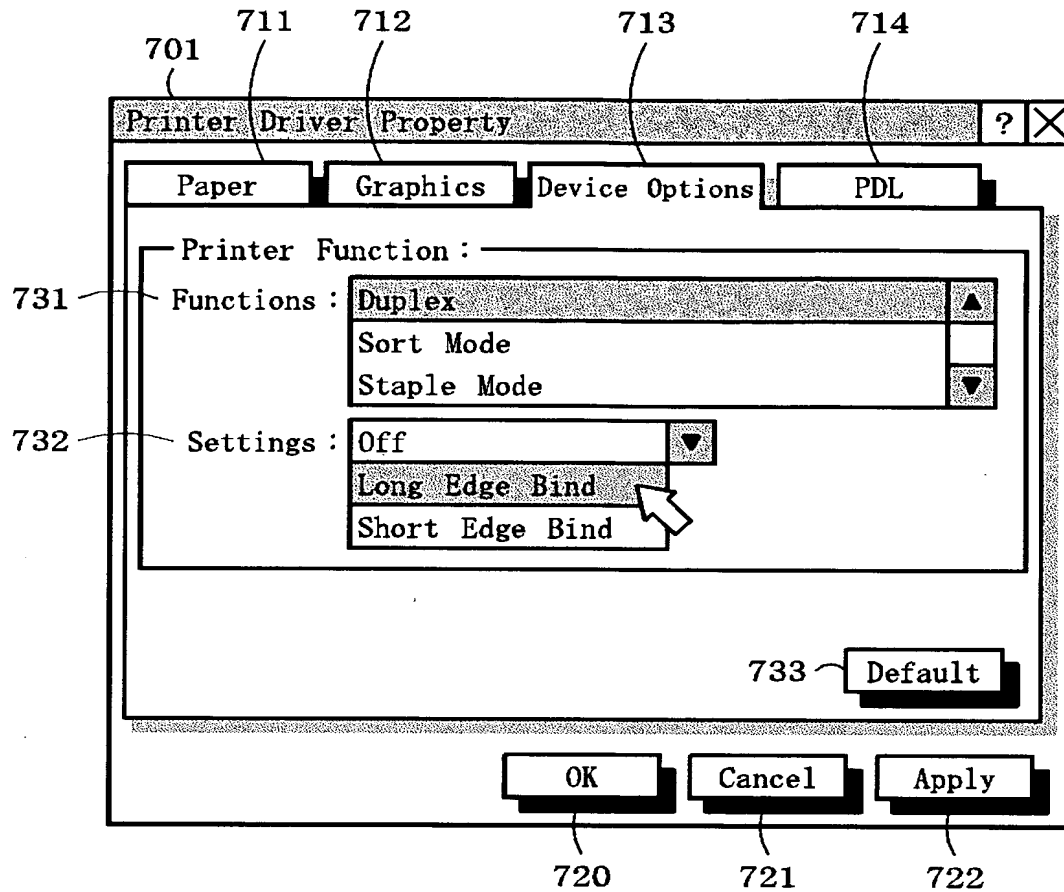 711 712 713 714
701
Printer Driver Property ?
Paper Graphics Device Options PDL
Printer Function :
731 Functions : Duplex
Sort Mode
Staple Mode
732 Settings : Off
Long Edge Bind
Short Edge Bind
733 Default
OK Cancel Apply
720 721 722